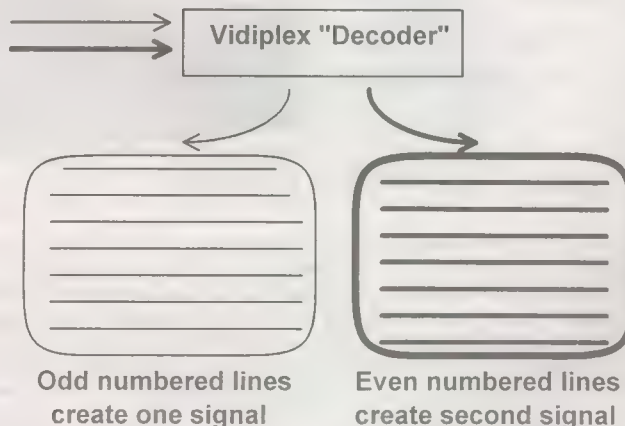 Vidiplex "Decoder"
Odd numbered lines
create one signal
Even numbered lines
create second signal